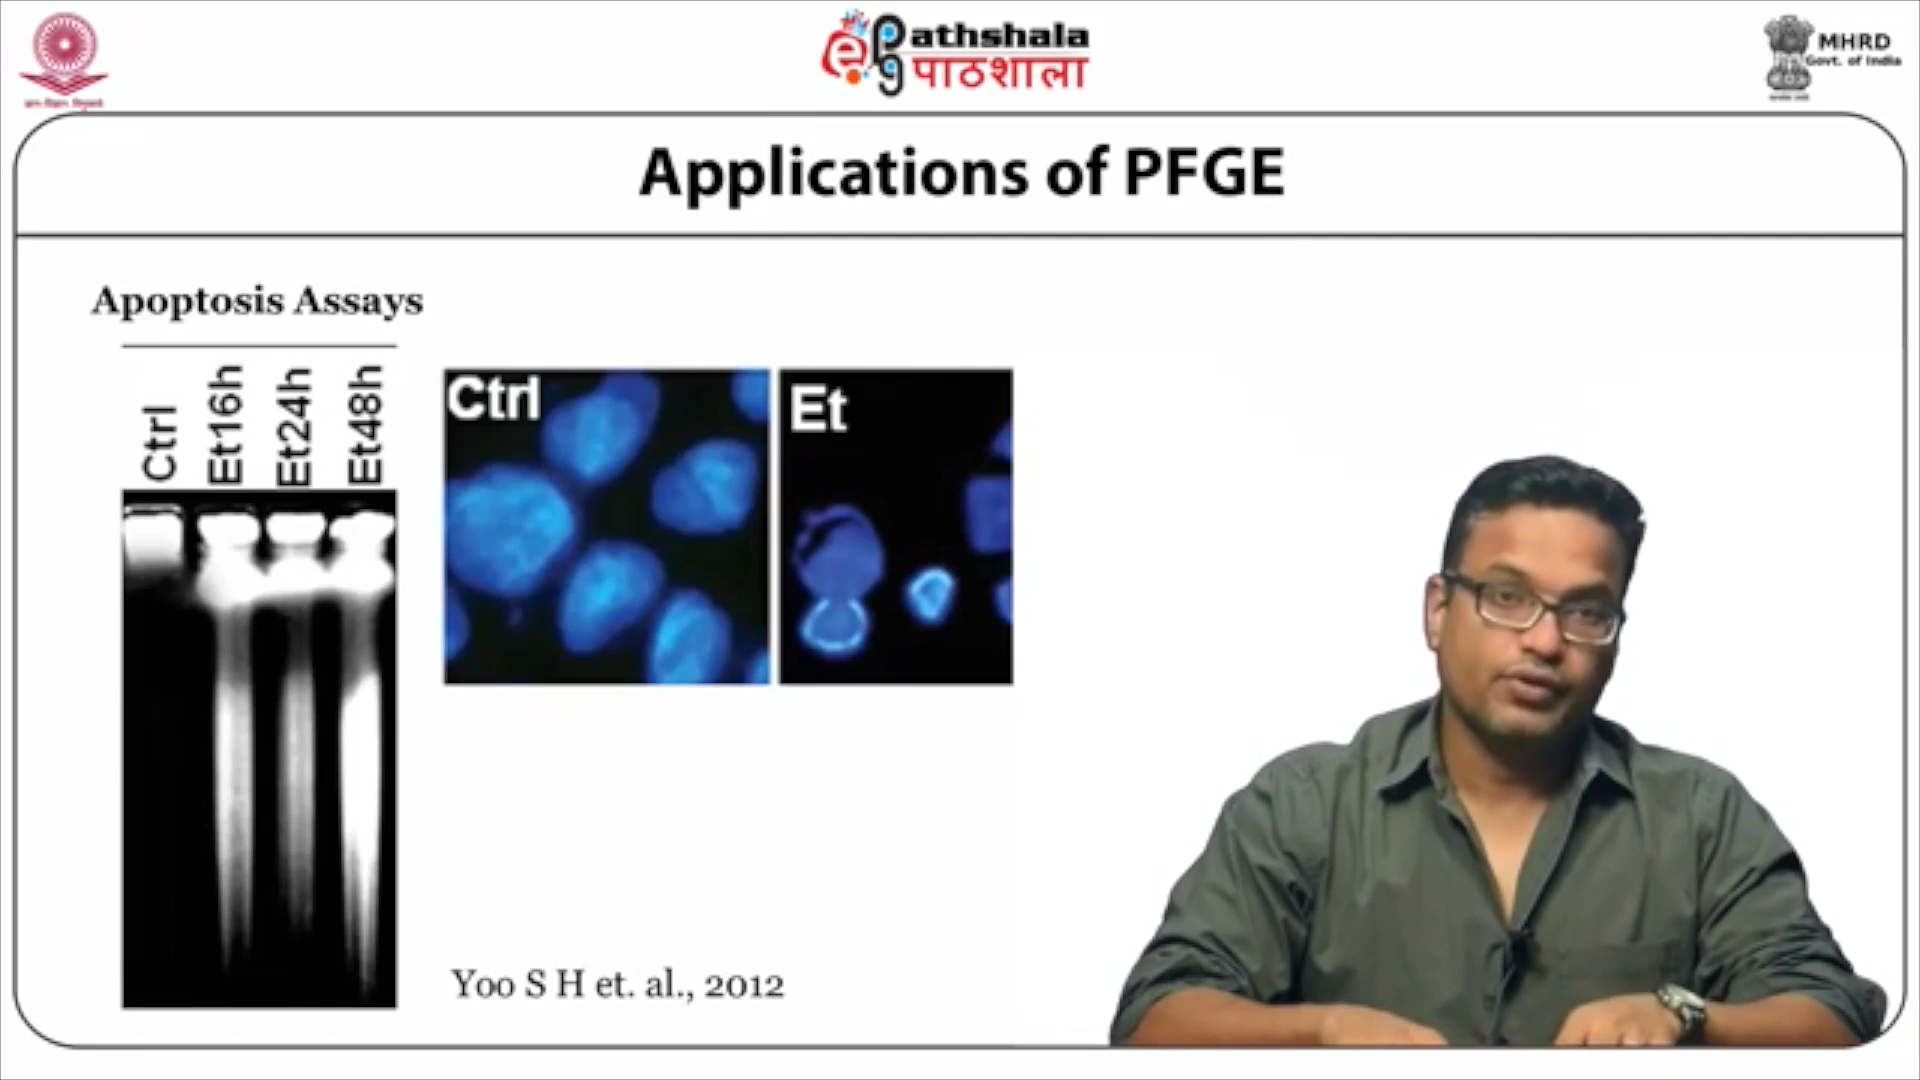 ePathshala
पाठशाला
MHRD
Govt. of India
Applications of PFGE
Apoptosis Assays
Ctrl
Et16h
Et24h
Et48h
Ctrl
Et
Yoo S H et. al., 2012